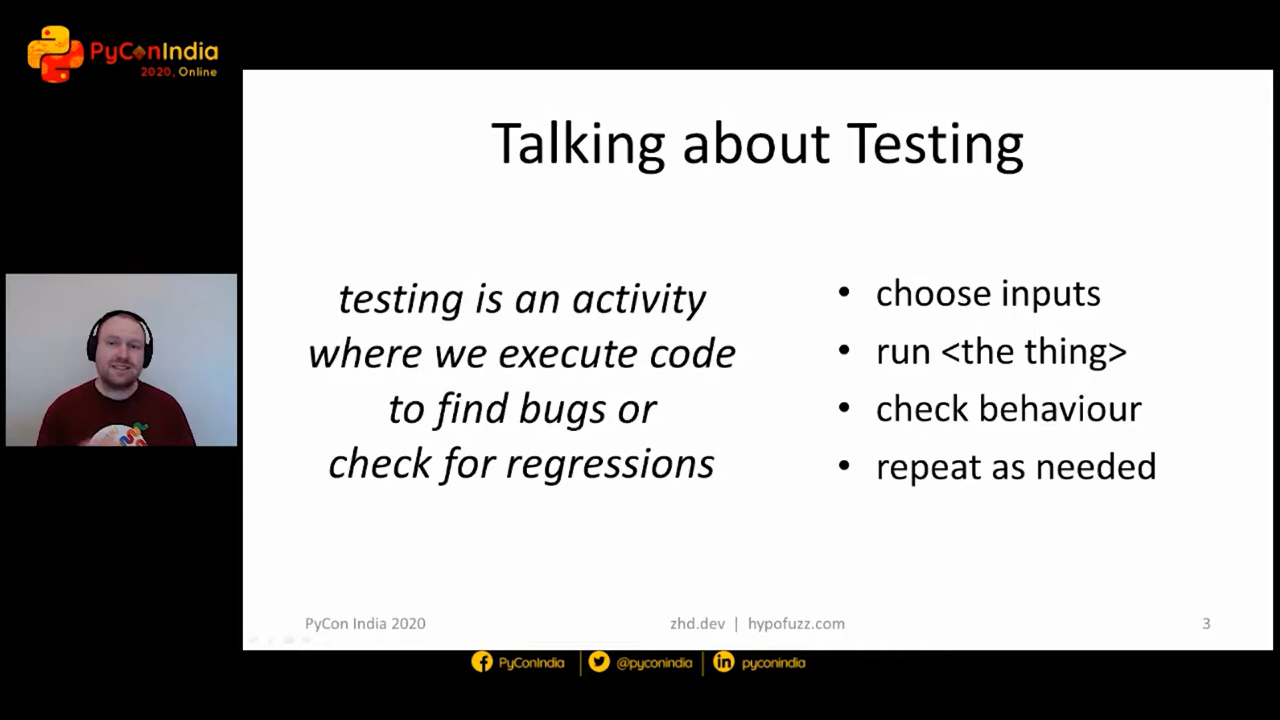 PyConIndia
2020, Online
Talking about Testing
testing is an activity
where we execute code
to find bugs or
check for regressions
• choose inputs
• run <the thing>
• check behaviour
• repeat as needed
PyCon India 2020
zhd.dev | hypofuzz.com
3
PyConIndia
@pyconindia
pyconindia